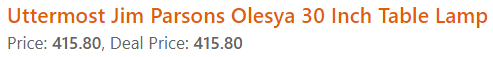 Uttermost Jim Parsons Olesya 30 Inch Table Lamp
Price: 415.80, Deal Price: 415.80